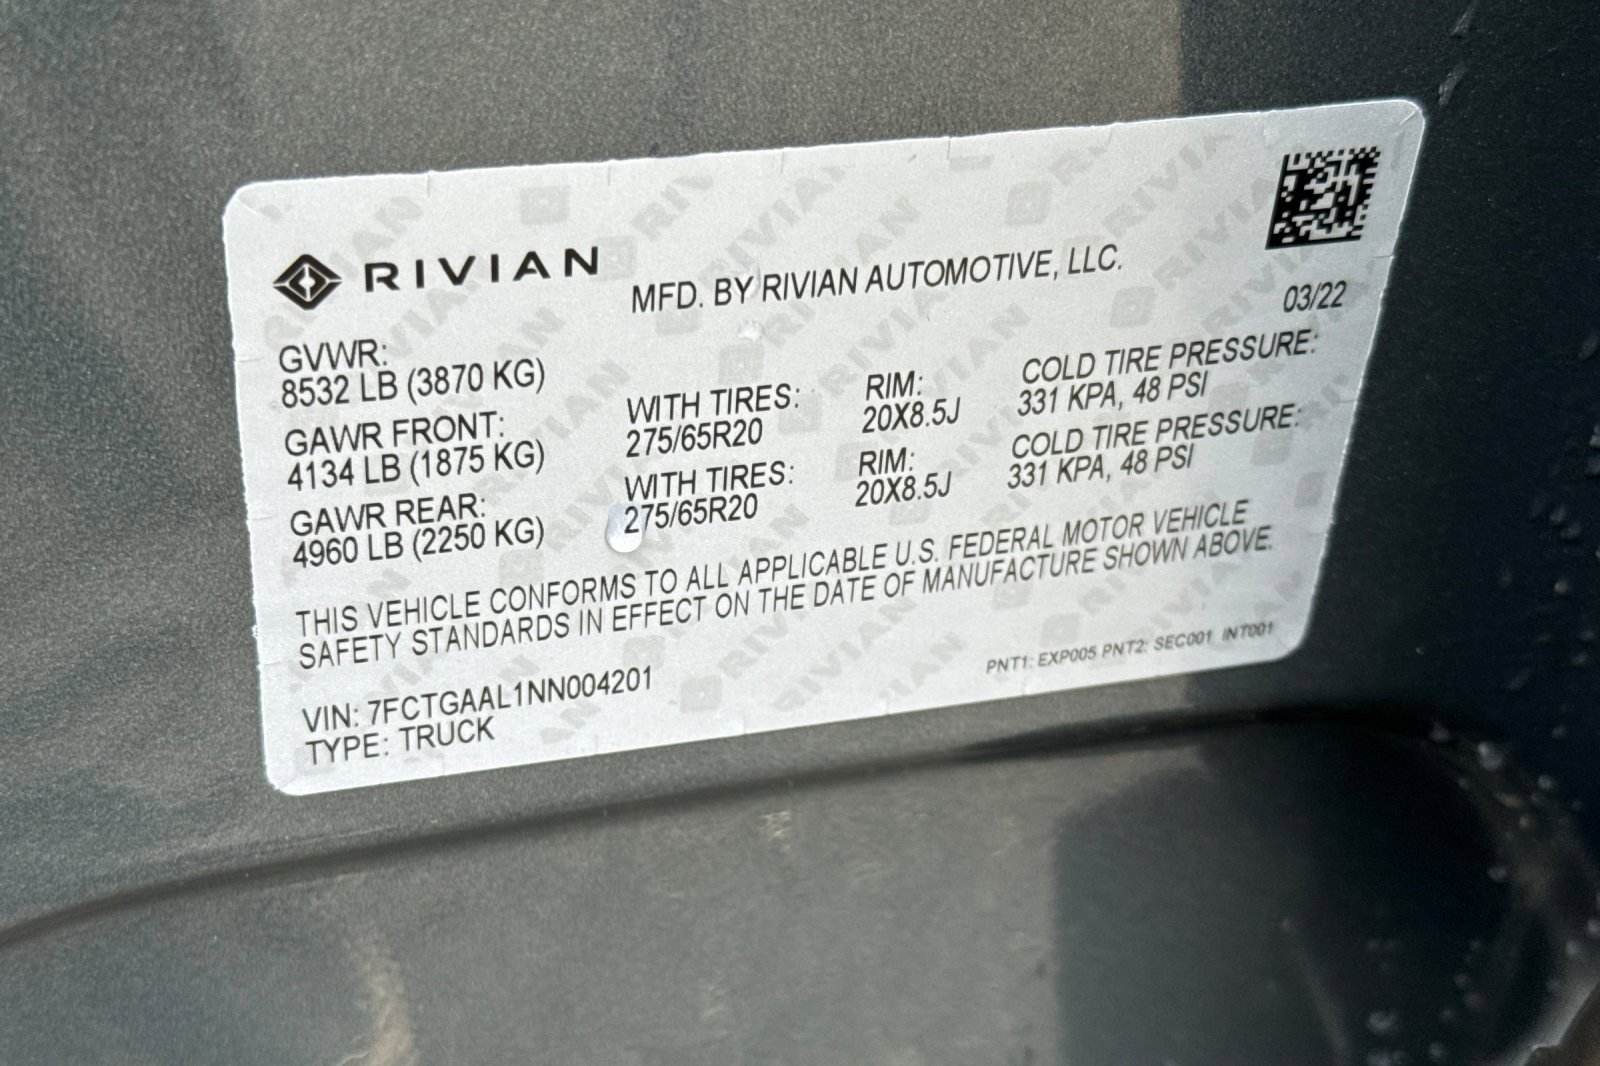 RIVIAN
MFD. BY RIVIAN AUTOMOTIVE, LLC.
03/22
GVWR:
8532 LB (3870 KG)
GAWR FRONT:
4134 LB (1875 KG)
WITH TIRES:
275/65R20
RIM:
20X8.5J
COLD TIRE PRESSURE:
331 KPA, 48 PSI
GAWR REAR:
4960 LB (2250 KG)
WITH TIRES:
275/65R20
RIM:
20X8.5J
COLD TIRE PRESSURE:
331 KPA, 48 PSI
THIS VEHICLE CONFORMS TO ALL APPLICABLE U.S. FEDERAL MOTOR VEHICLE
SAFETY STANDARDS IN EFFECT ON THE DATE OF MANUFACTURE SHOWN ABOVE.
VIN: 7FCTGAAL1NN004201
TYPE: TRUCK
PNT1: EXP005 PNT2: SEC001 INT001